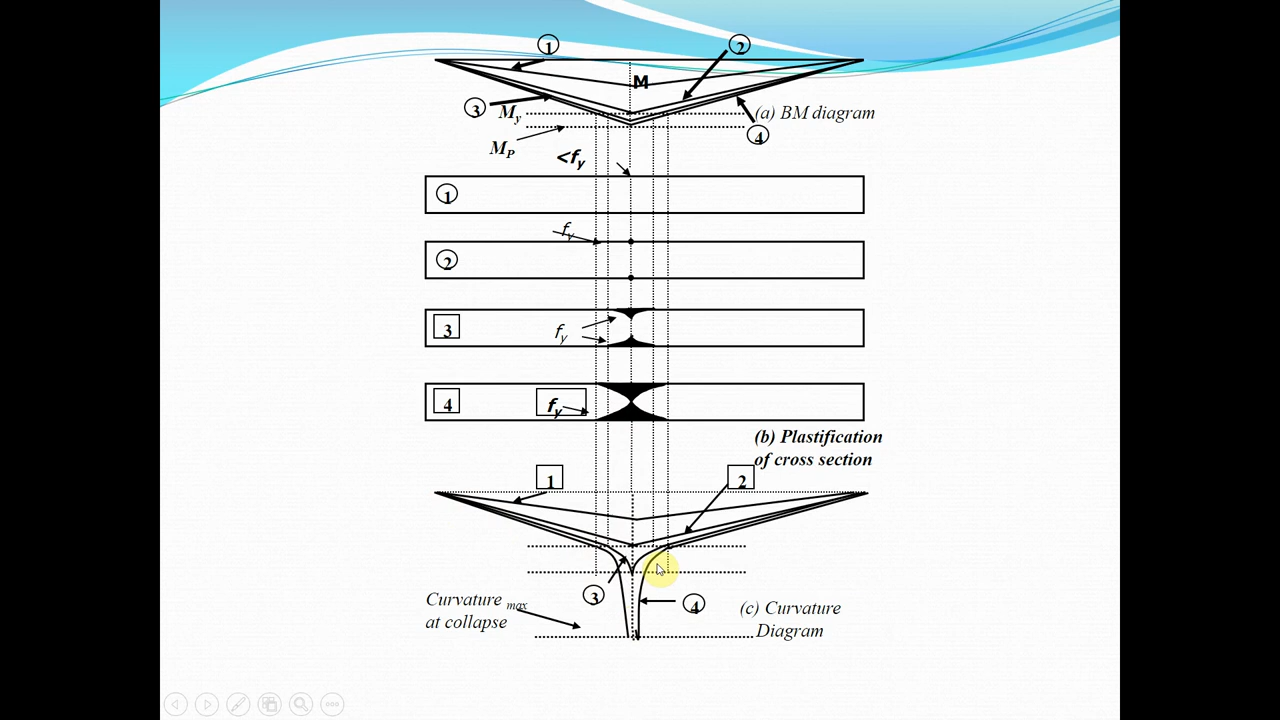 1
2
M
3
My
(a) BM diagram
4
MP
<fy
1
fy
2
3
fy
4
fy
(b) Plastification
of cross section
1
2
3
4
Curvature max
at collapse
(c) Curvature
Diagram